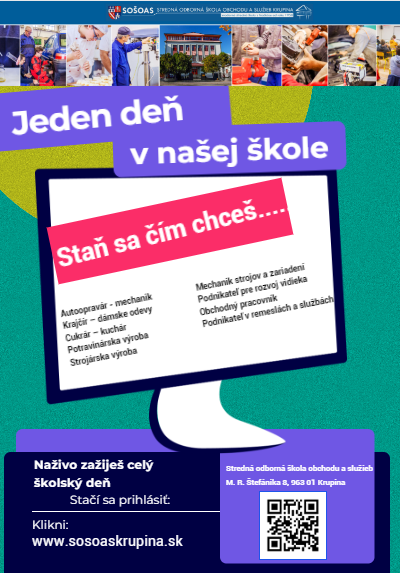 SOŠOAS STREDNÁ ODBORNÁ ŠKOLA OBCHODU A SLUŽIEB KRUPINA
Jeden deň
v našej škole
Staň sa čím chceš.....
Autoopravár - mechanik
Krajčír – dámske odevy
Cukrár – kuchár
Potravinárska výroba
Strojárska výroba
Mechanik strojov a zariadení
Podnikateľ pre rozvoj vidieka
Obchodný pracovník
Podnikateľ v remeslách a službách
Naživo zažiješ celý
školský deň
Stačí sa prihlásiť:
Klikni:
www.sosoaskrupina.sk
Stredná odborná škola obchodu a služieb
M. R. Štefánika 8, 963 01 Krupina